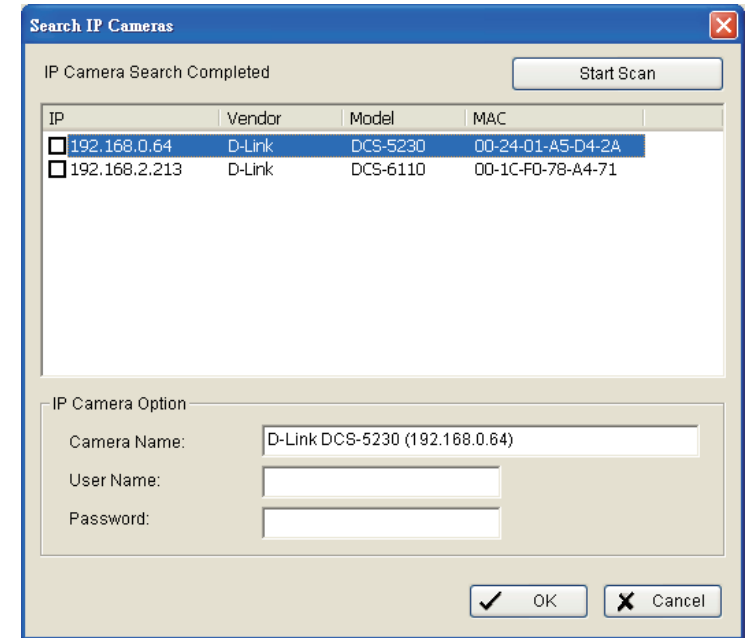 Search IP Cameras
IP Camera Search Completed Start Scan
IP Vendor Model MAC
192.168.0.64 D-Link DCS-5230 00-24-01-A5-D4-2A
192.168.2.213 D-Link DCS-6110 00-1C-F0-78-A4-71
IP Camera Option
Camera Name: D-Link DCS-5230 (192.168.0.64)
User Name:
Password:
OK Cancel